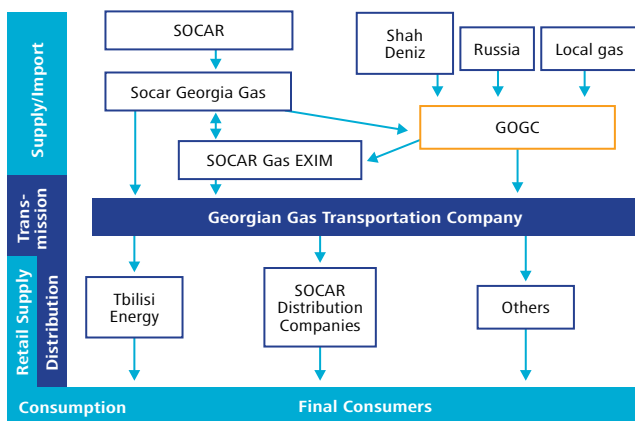 SOCAR
Shah
Deniz
Russia
Local gas
Supply/Import
Socar Georgia Gas
GOGC
SOCAR Gas EXIM
Trans-
mission
Georgian Gas Transportation Company
Retail Supply
Distribution
Tbilisi
Energy
SOCAR
Distribution
Companies
Others
Consumption
Final Consumers